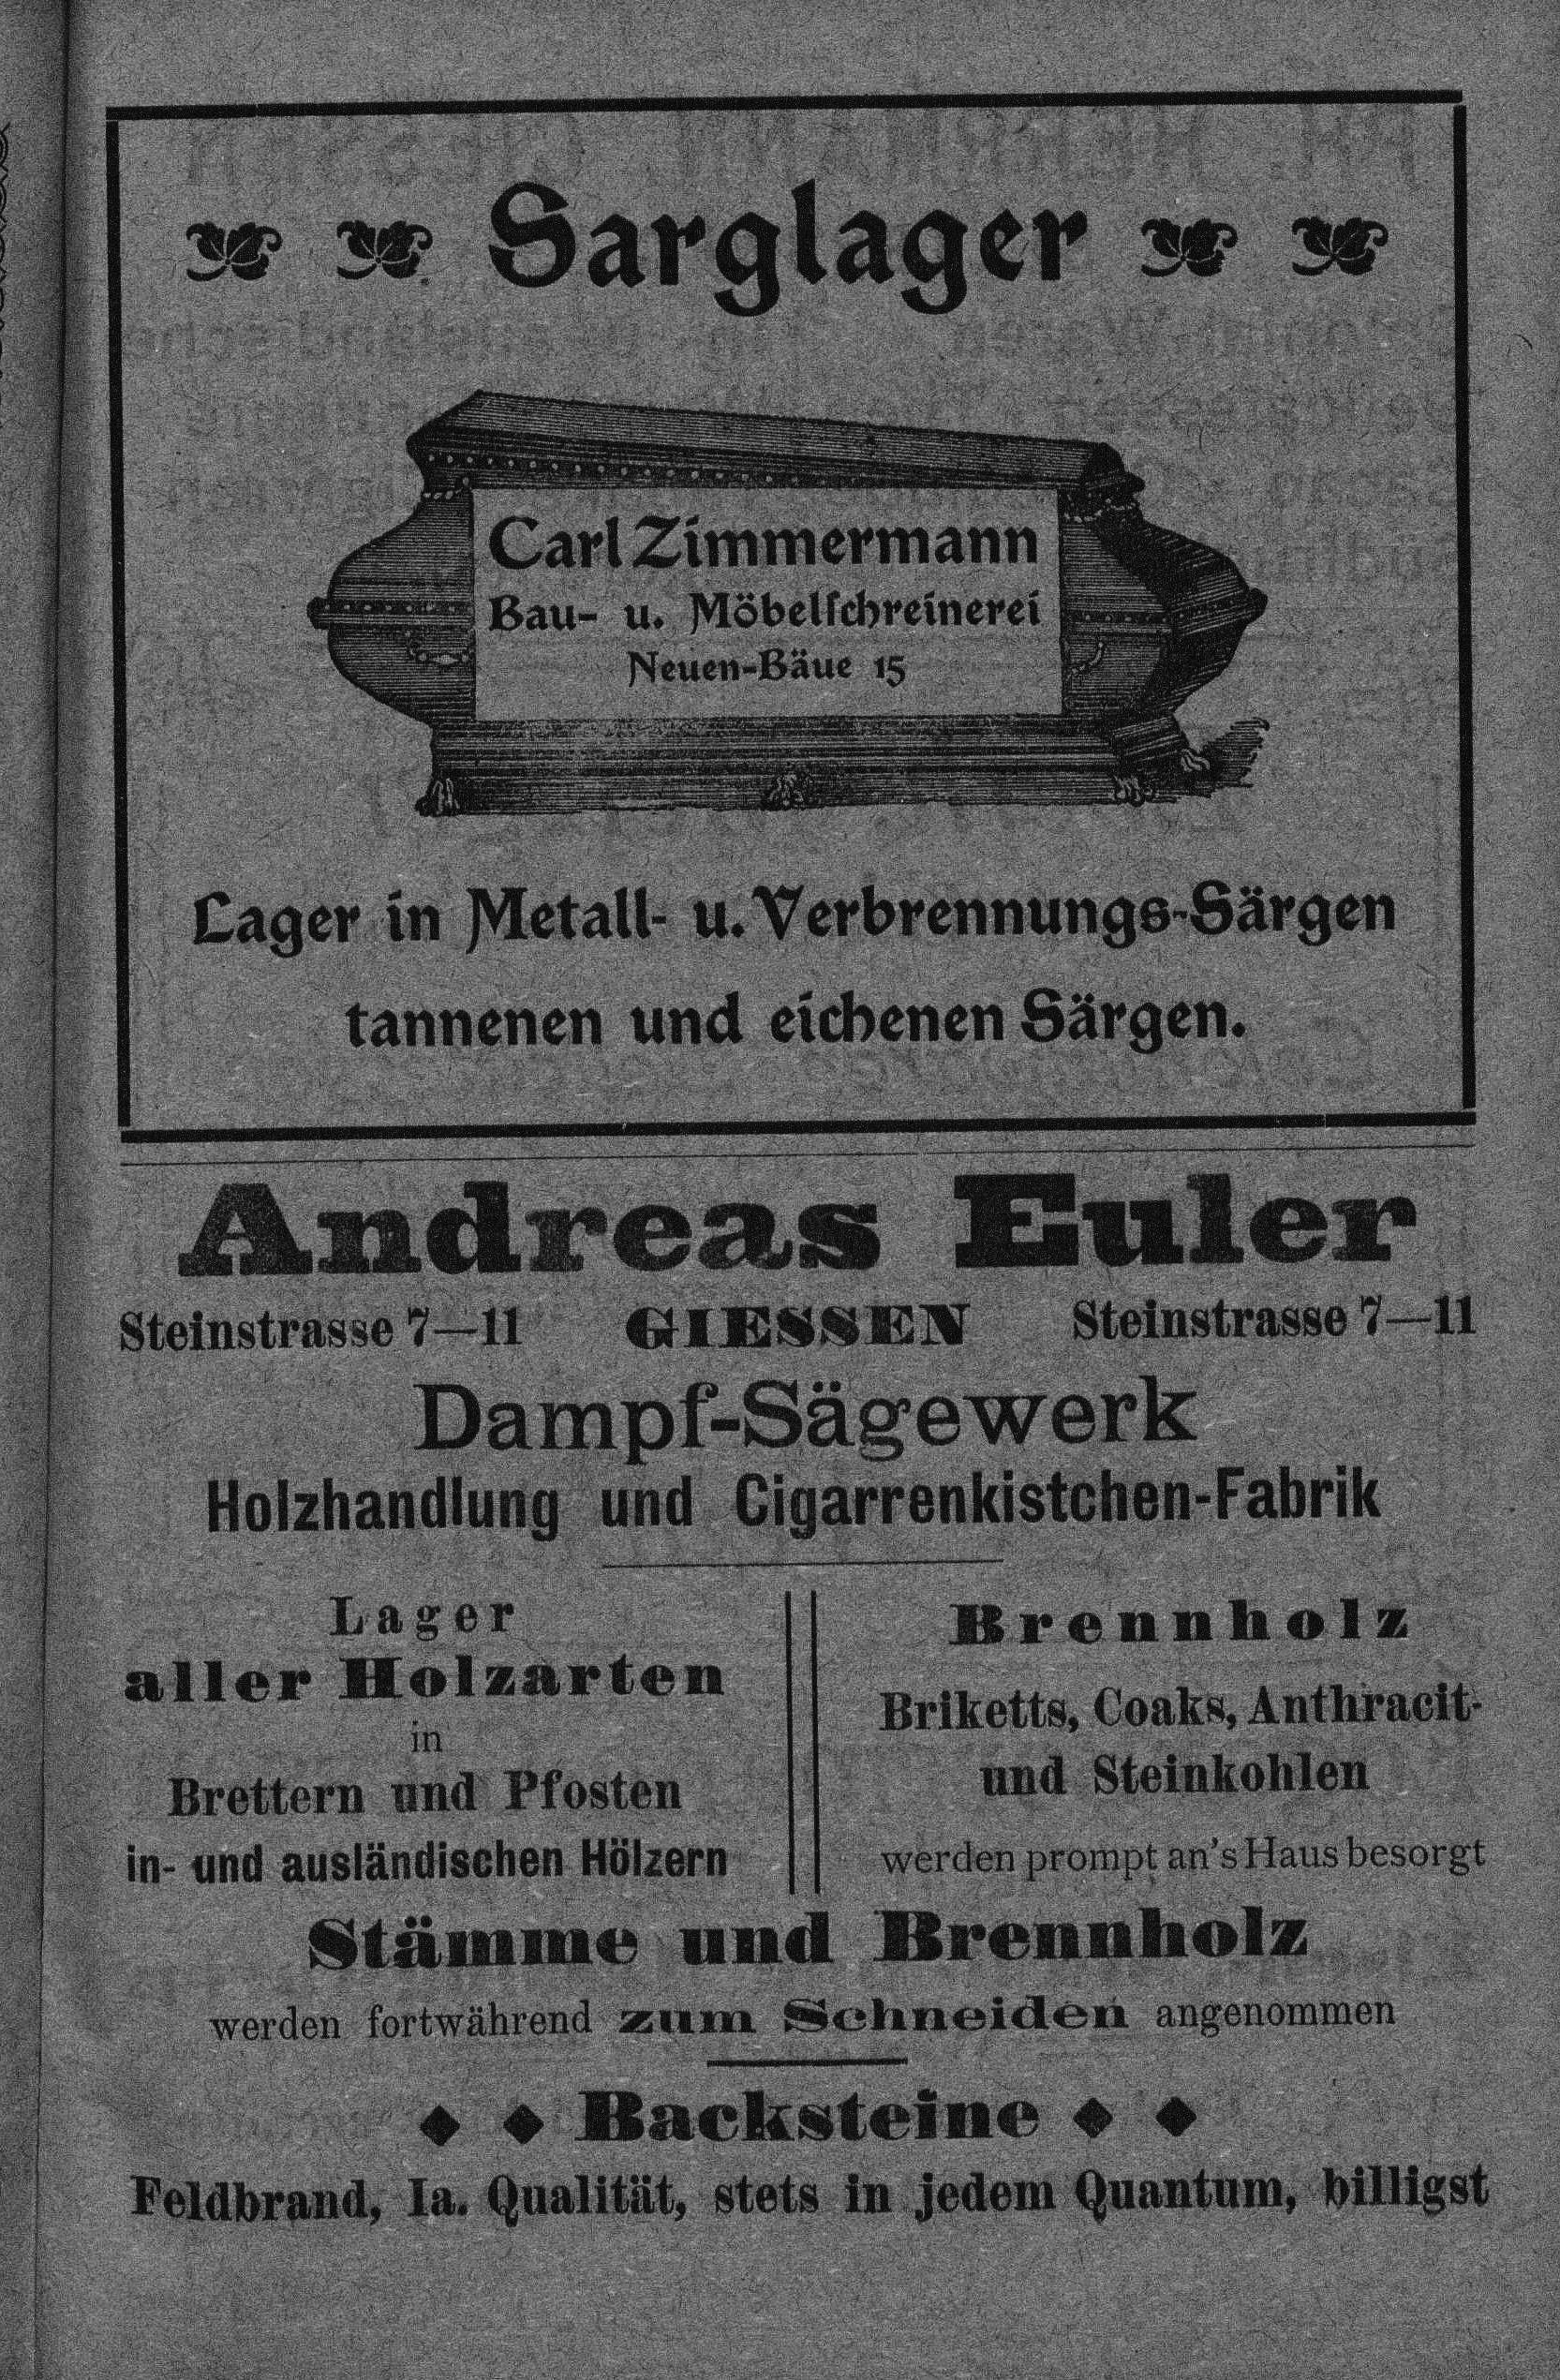 Sarglager
Carl Zimmermann
Bau- u. Möbelschreinerei
Neuen-Bäue 15
Lager in Metall- u. Verbrennungs-Särgen
tannenen und eichenen Särgen.
Andreas Euler
Steinstrasse 7—11 GIESSEN Steinstrasse 7—11
Dampf-Sägewerk
Holzhandlung und Cigarrenkistchen-Fabrik
Lager
aller Holzarten
in
Brettern und Pfosten
in- und ausländischen Hölzern
Brennholz
Briketts, Coaks, Anthracit-
und Steinkohlen
werden prompt an's Haus besorgt
Stämme und Brennholz
werden fortwährend zum Schneiden angenommen
◆ ◆ Backsteine ◆ ◆
Feldbrand, Ia. Qualität, stets in jedem Quantum, billigst